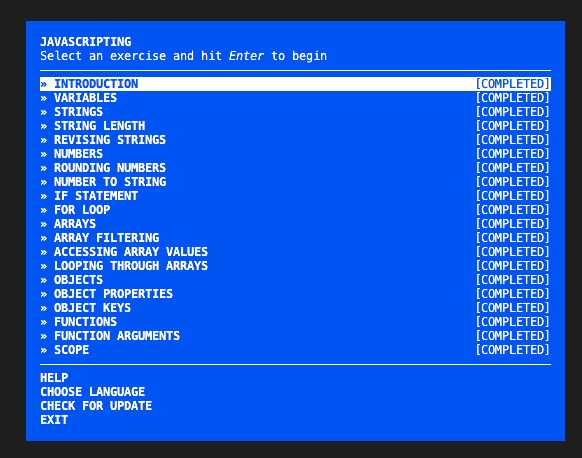 JAVASCRIPTING
Select an exercise and hit Enter to begin
» INTRODUCTION [COMPLETED]
» VARIABLES [COMPLETED]
» STRINGS [COMPLETED]
» STRING LENGTH [COMPLETED]
» REVISING STRINGS [COMPLETED]
» NUMBERS [COMPLETED]
» ROUNDING NUMBERS [COMPLETED]
» NUMBER TO STRING [COMPLETED]
» IF STATEMENT [COMPLETED]
» FOR LOOP [COMPLETED]
» ARRAYS [COMPLETED]
» ARRAY FILTERING [COMPLETED]
» ACCESSING ARRAY VALUES [COMPLETED]
» LOOPING THROUGH ARRAYS [COMPLETED]
» OBJECTS [COMPLETED]
» OBJECT PROPERTIES [COMPLETED]
» OBJECT KEYS [COMPLETED]
» FUNCTIONS [COMPLETED]
» FUNCTION ARGUMENTS [COMPLETED]
» SCOPE [COMPLETED]
HELP
CHOOSE LANGUAGE
CHECK FOR UPDATE
EXIT